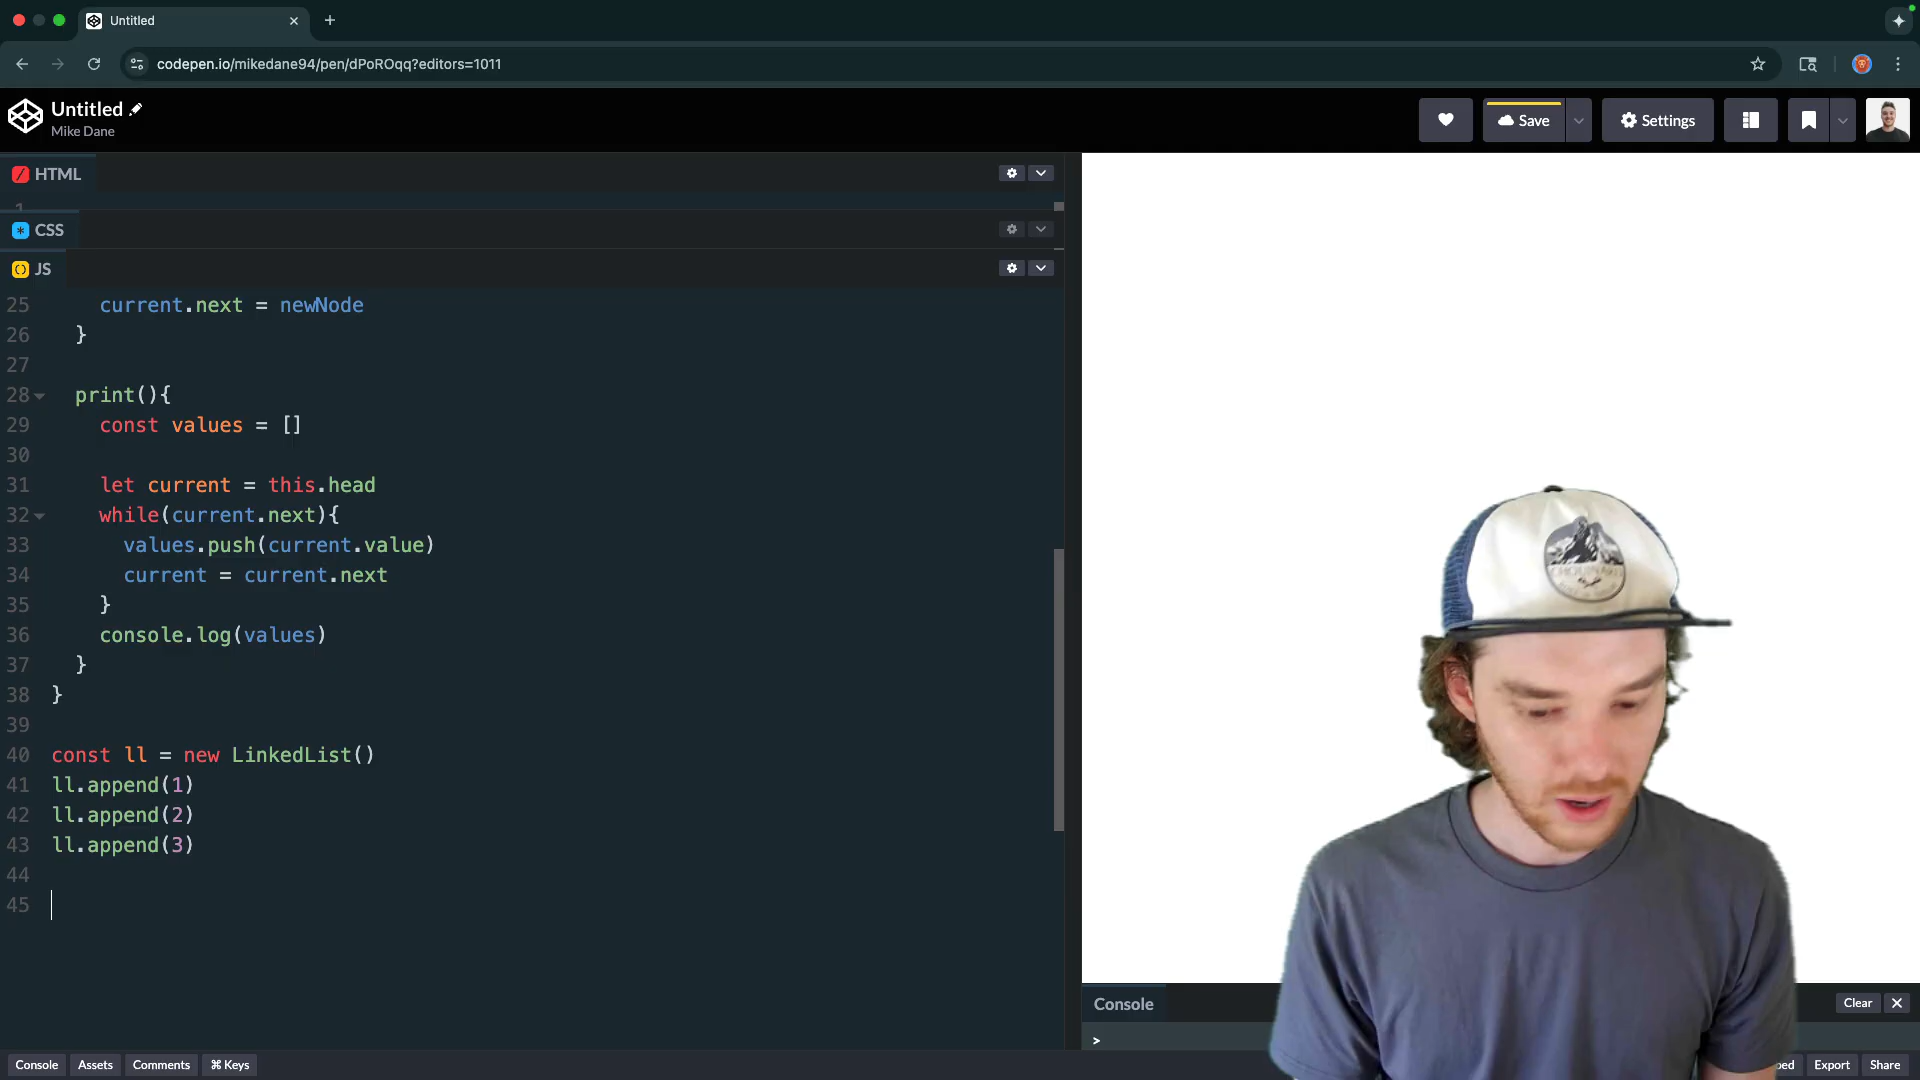 Untitled
codepen.io/mikedane94/pen/dPoROqq?editors=1011
Untitled
Mike Dane
Save
Settings
HTML
1
CSS
JS
25 current.next = newNode
26 }
27
28 print(){
29 const values = []
30
31 let current = this.head
32 while(current.next){
33 values.push(current.value)
34 current = current.next
35 }
36 console.log(values)
37 }
38 }
39
40 const ll = new LinkedList()
41 ll.append(1)
42 ll.append(2)
43 ll.append(3)
44
45
Console
Clear
>
Console
Assets
Comments
⌘ Keys
Export
Share